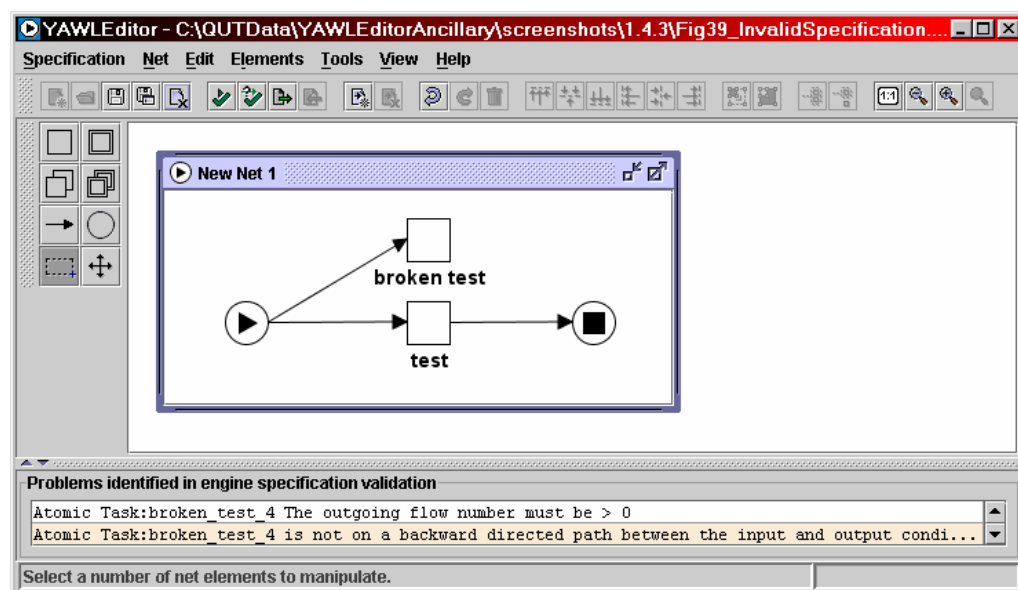 YAWLEditor - C:\QUTData\YAWLEditorAncillary\screenshots\1.4.3\Fig39_InvalidSpecification....
Specification Net Edit Elements Tools View Help
1:1
New Net 1
broken test
test
Problems identified in engine specification validation
Atomic Task:broken_test_4 The outgoing flow number must be > 0
Atomic Task:broken_test_4 is not on a backward directed path between the input and output condi...
Select a number of net elements to manipulate.